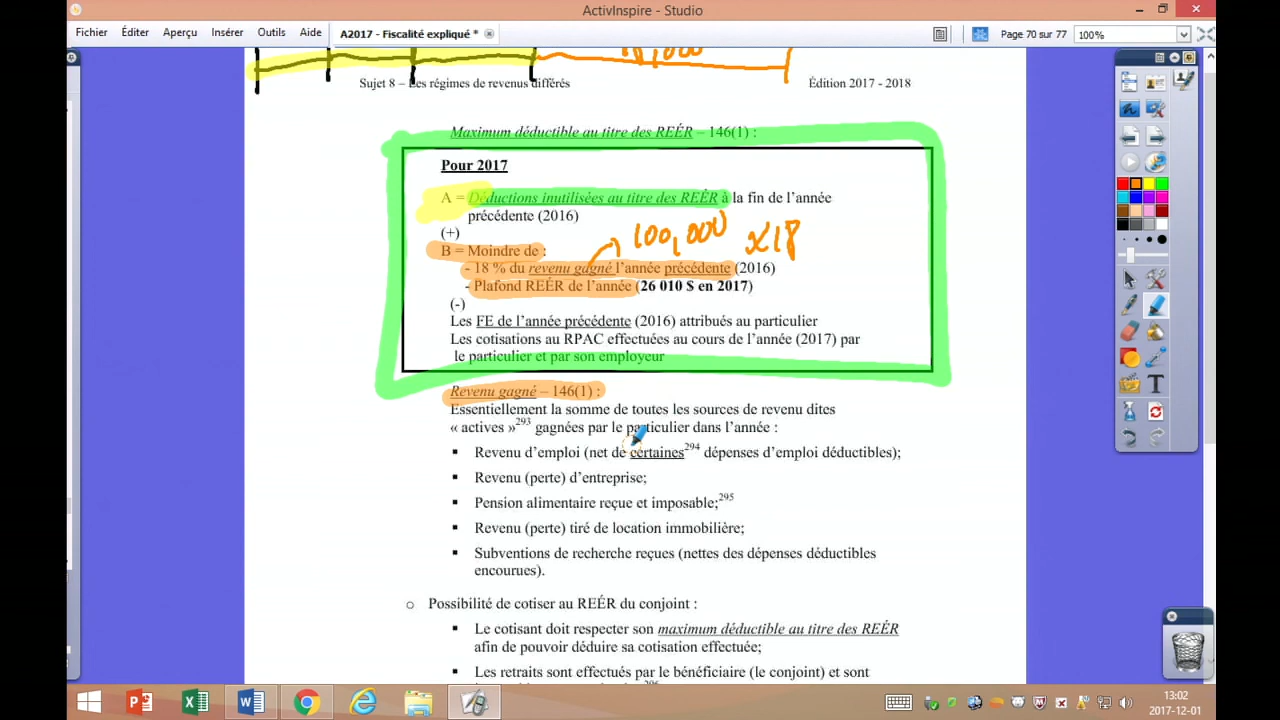 ActivInspire - Studio
Fichier Éditer Aperçu Insérer Outils Aide A2017 - Fiscalité expliqué * Page 70 sur 77 100%
Sujet 8 – Les régimes de revenus différés Édition 2017 - 2018
Maximum déductible au titre des REÉR – 146(1) :
Pour 2017
A = Déductions inutilisées au titre des REÉR à la fin de l'année
précédente (2016)
(+)
100,000 x18
B = Moindre de :
- 18 % du revenu gagné l'année précédente (2016)
- Plafond REÉR de l'année (26 010 $ en 2017)
(-)
Les FE de l'année précédente (2016) attribués au particulier
Les cotisations au RPAC effectuées au cours de l'année (2017) par
le particulier et par son employeur
Revenu gagné – 146(1) :
Essentiellement la somme de toutes les sources de revenu dîtes
« actives »293 gagnées par le particulier dans l'année :
▪ Revenu d'emploi (net de certaines294 dépenses d'emploi déductibles);
▪ Revenu (perte) d'entreprise;
▪ Pension alimentaire reçue et imposable;295
▪ Revenu (perte) tiré de location immobilière;
▪ Subventions de recherche reçues (nettes des dépenses déductibles
encourues).
o Possibilité de cotiser au REÉR du conjoint :
▪ Le cotisant doit respecter son maximum déductible au titre des REÉR
afin de pouvoir déduire sa cotisation effectuée;
▪ Les retraits sont effectués par le bénéficiaire (le conjoint) et sont
13:02
2017-12-01